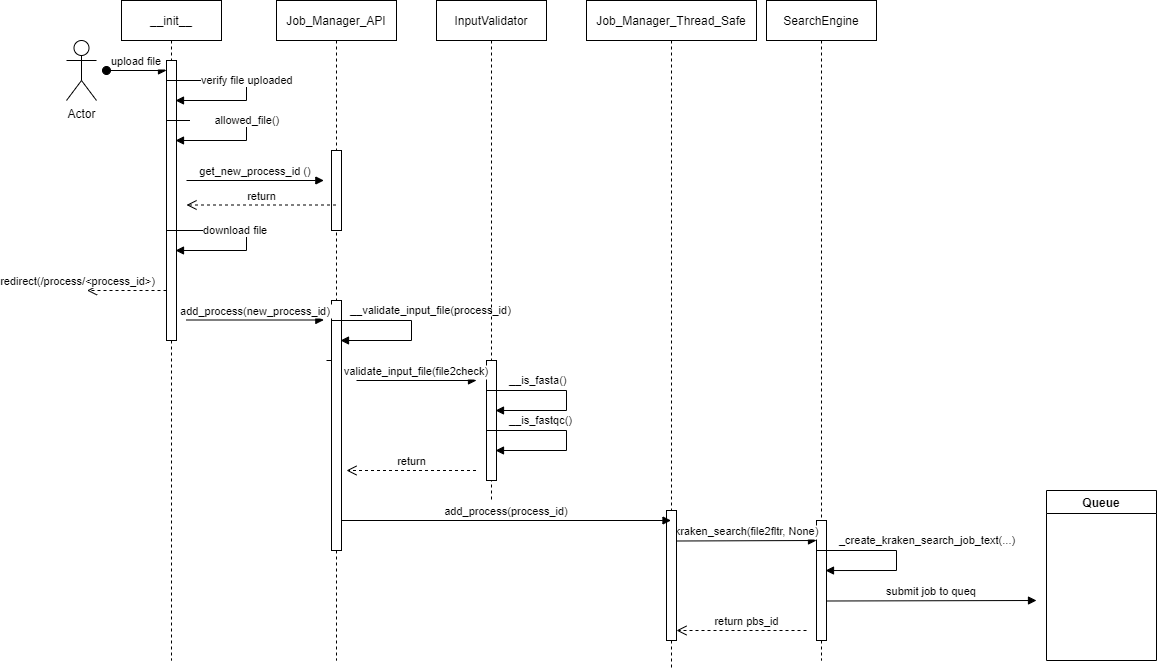 __init__
Job_Manager_API
InputValidator
Job_Manager_Thread_Safe
SearchEngine
upload file
verify file uploaded
Actor
allowed_file()
get_new_process_id ()
return
download file
redirect(/process/<process_id>)
add_process(new_process_id)
__validate_input_file(process_id)
validate_input_file(file2check)
__is_fasta()
__is_fastqc()
return
Queue
add_process(process_id)
kraken_search(file2fltr, None)
_create_kraken_search_job_text(...)
submit job to queq
return pbs_id